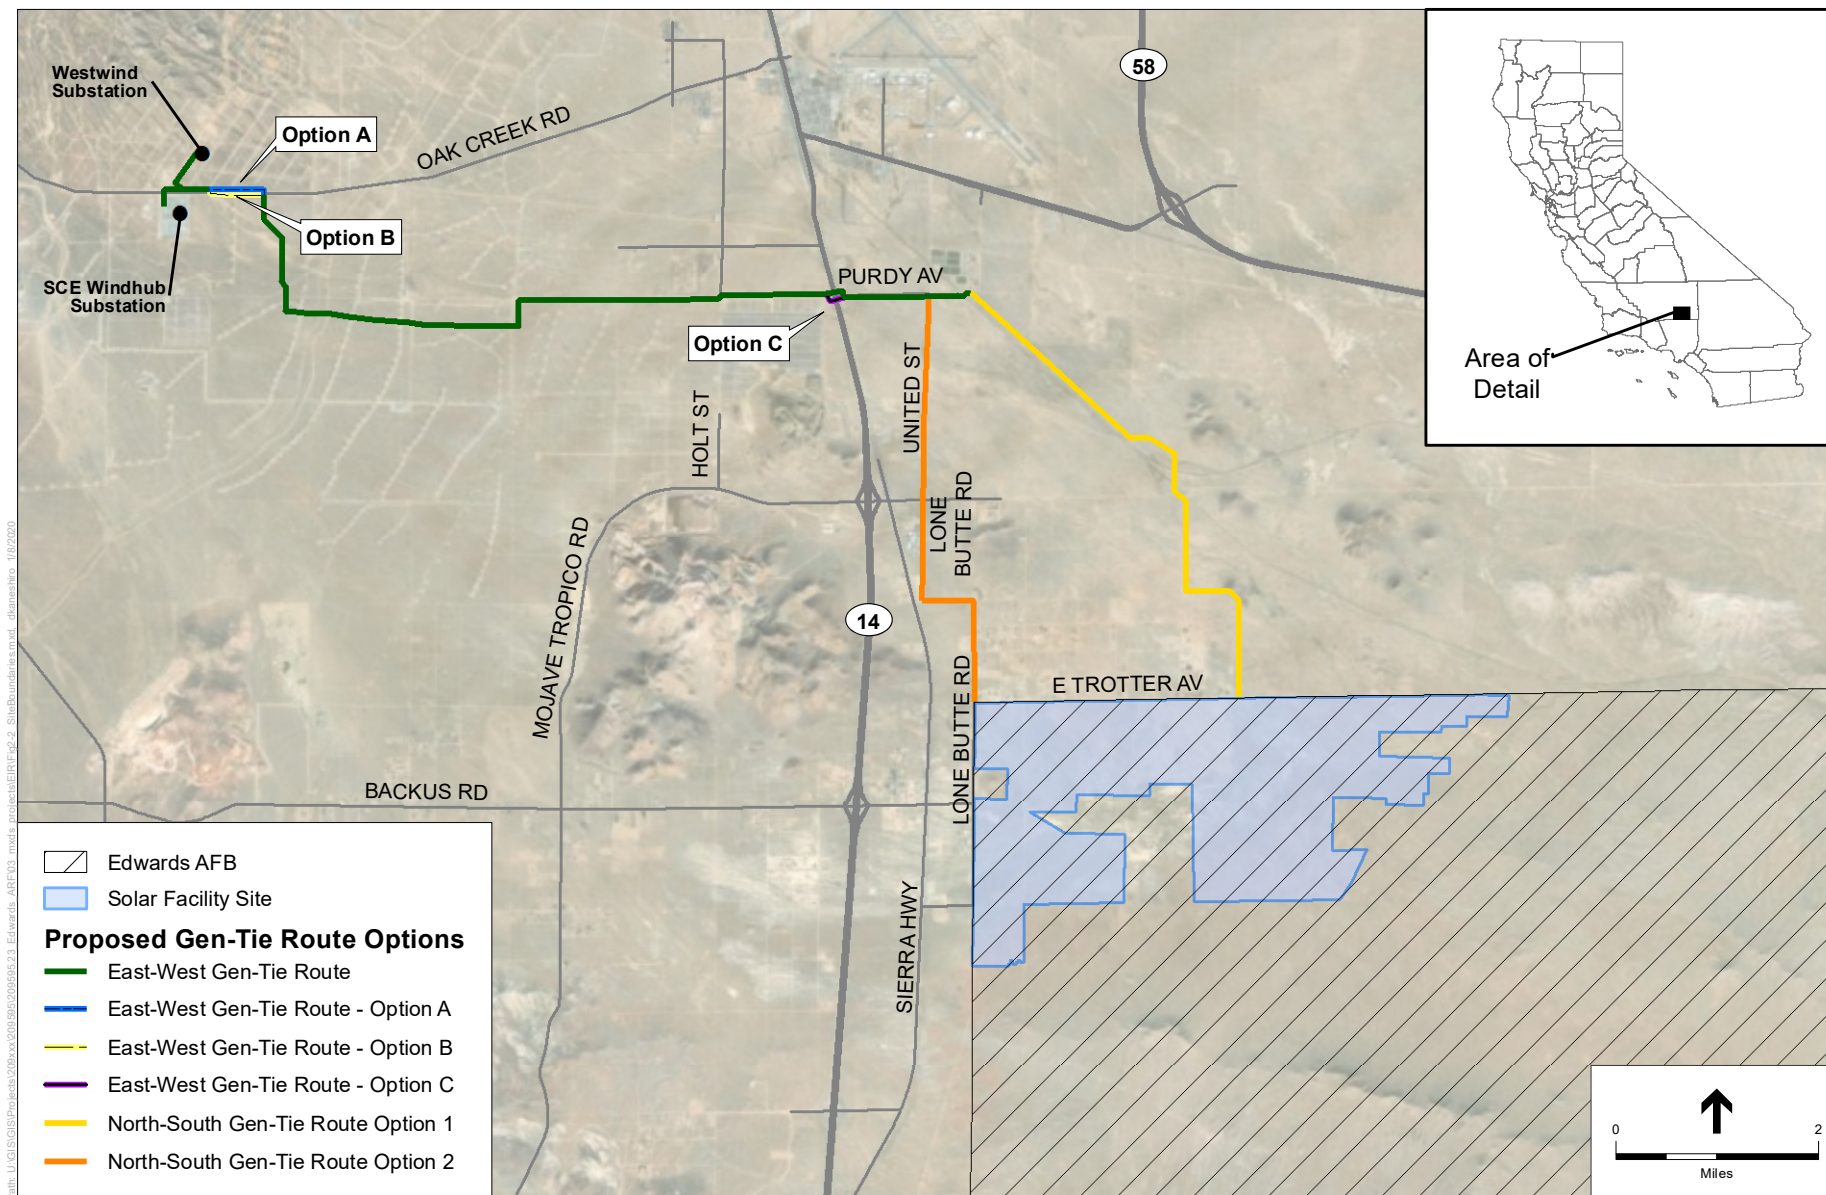 Westwind
Substation
Option A
OAK CREEK RD
58
Option B
SCE Windhub
Substation
PURDY AV
Option C
Area of
Detail
UNITED ST
HOLT ST
LONE
BUTTE RD
MOJAVE TROPICO RD
14
LONE BUTTE RD
E TROTTER AV
BACKUS RD
SIERRA HWY
Edwards AFB
Solar Facility Site
Proposed Gen-Tie Route Options
East-West Gen-Tie Route
East-West Gen-Tie Route - Option A
East-West Gen-Tie Route - Option B
East-West Gen-Tie Route - Option C
North-South Gen-Tie Route Option 1
North-South Gen-Tie Route Option 2
0 2
Miles